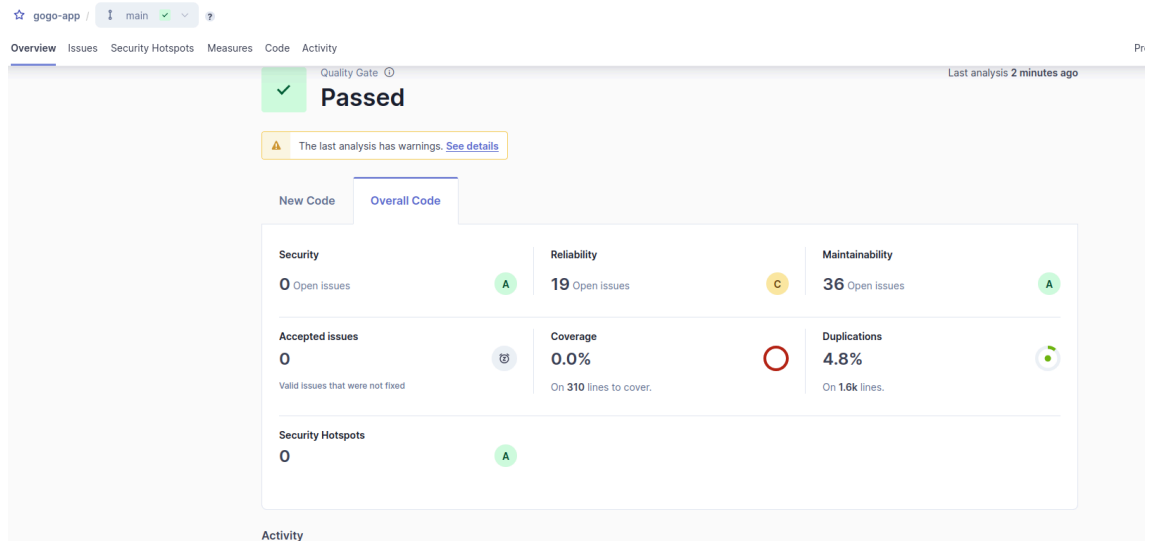 gogo-app / main
Overview Issues Security Hotspots Measures Code Activity
Quality Gate
Last analysis 2 minutes ago
Passed
The last analysis has warnings. See details
New Code Overall Code
Security Reliability Maintainability
0 Open issues A 19 Open issues C 36 Open issues A
Accepted issues Coverage Duplications
0 0.0% 4.8%
Valid issues that were not fixed On 310 lines to cover. On 1.6k lines.
Security Hotspots
0 A
Activity